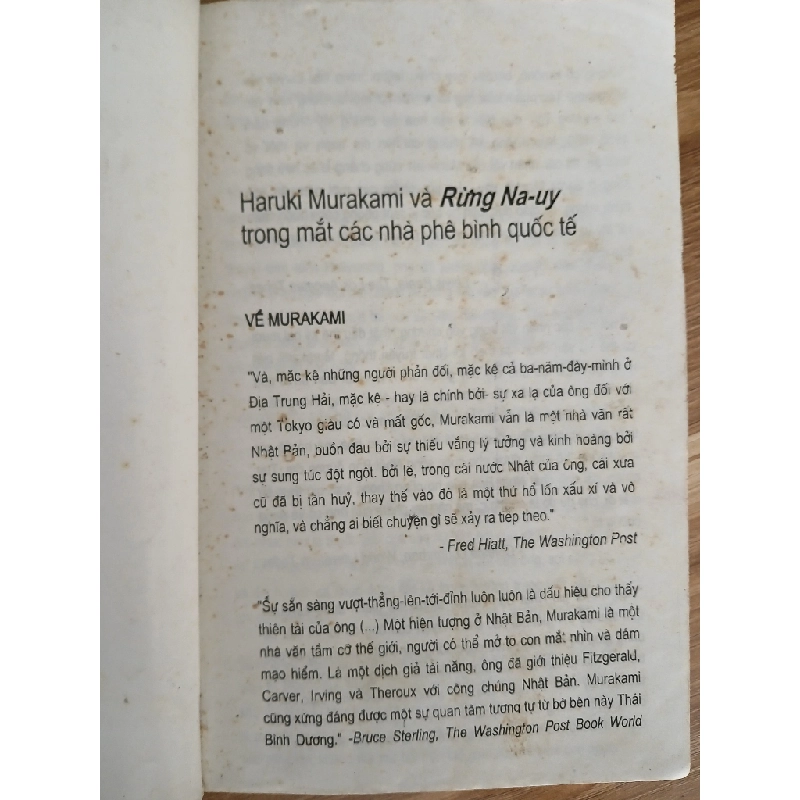 Haruki Murakami và Rừng Na-uy
trong mắt các nhà phê bình quốc tế
VỀ MURAKAMI
"Và, mặc kệ những người phản đối, mặc kệ cả ba-năm-đày-mình ở
Địa Trung Hải, mặc kệ - hay là chính bởi- sự xa lạ của ông đối với
một Tokyo giàu có và mất gốc, Murakami vẫn là một nhà văn rất
Nhật Bản, buồn đau bởi sự thiếu vắng lý tưởng và kinh hoàng bởi
sự sung túc đột ngột. bởi lẽ, trong cái nước Nhật của ông, cái xưa
cũ đã bị tàn huỷ, thay thế vào đó là một thứ hổ lốn xấu xí và vô
nghĩa, và chẳng ai biết chuyện gì sẽ xảy ra tiếp theo."
- Fred Hiatt, The Washington Post
"Sự sẵn sàng vượt-thẳng-lên-tới-đỉnh luôn luôn là dấu hiệu cho thấy
thiên tài của ông (...) Một hiện tượng ở Nhật Bản, Murakami là một
nhà văn tầm cỡ thế giới, người có thể mở to con mắt nhìn và dám
mạo hiểm. Là một dịch giả tài năng, ông đã giới thiệu Fitzgerald,
Carver, Irving và Theroux với công chúng Nhật Bản. Murakami
cũng xứng đáng được một sự quan tâm tương tự từ bờ bên này Thái
Bình Dương." -Bruce Sterling, The Washington Post Book World